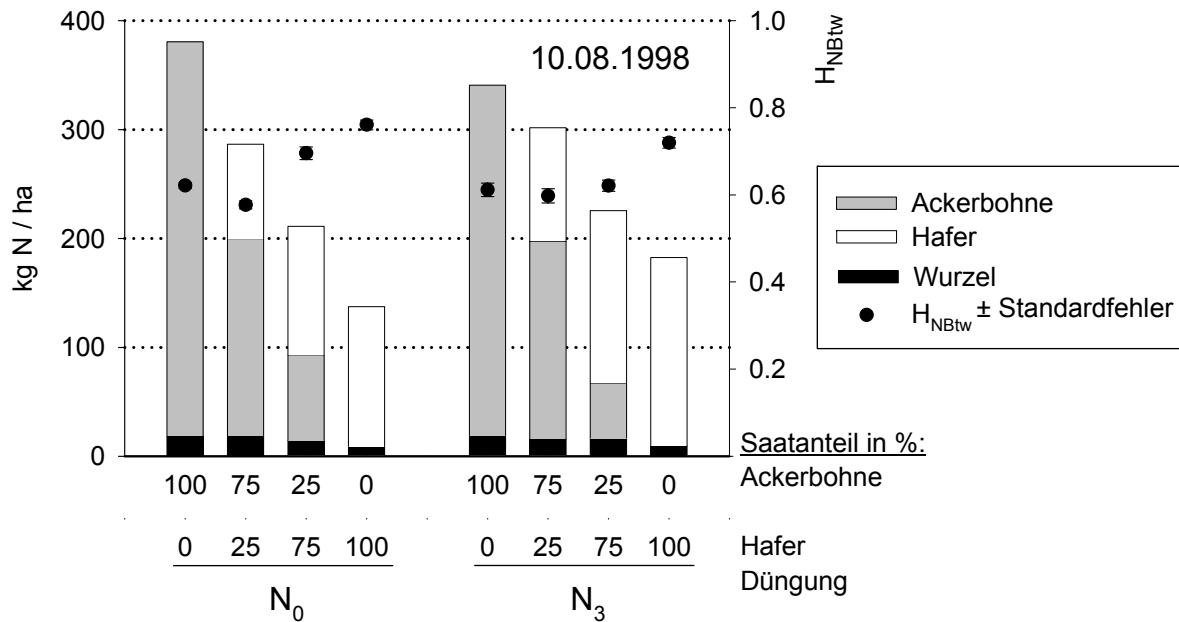 10.08.1998
kg N / ha
400
300
200
100
0
H_NBtw
1.0
0.8
0.6
0.4
0.2
Ackerbohne
Hafer
Wurzel
H_NBtw ± Standardfehler
Saatanteil in %:
100 75 25 0 100 75 25 0 Ackerbohne
0 25 75 100 0 25 75 100 Hafer
Düngung
N₀ N₃